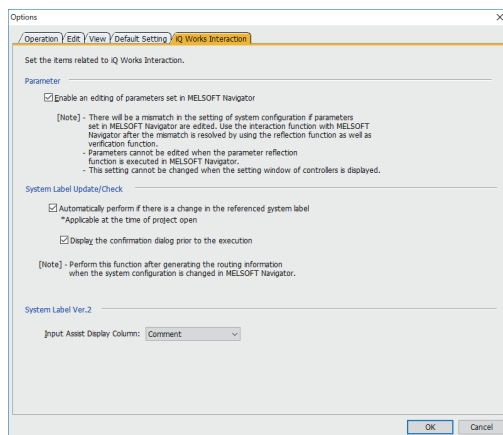 Options
Operation Edit View Default Setting iQ Works Interaction
Set the items related to iQ Works Interaction.
Parameter
Enable an editing of parameters set in MELSOFT Navigator
[Note] - There will be a mismatch in the setting of system configuration if parameters
set in MELSOFT Navigator are edited. Use the interaction function with MELSOFT
Navigator after the mismatch is resolved by using the reflection function as well as
verification function.
- Parameters cannot be edited when the parameter reflection
function is executed in MELSOFT Navigator.
- This setting cannot be changed when the setting window of controllers is displayed.
System Label Update/Check
Automatically perform if there is a change in the referenced system label
*Applicable at the time of project open
Display the confirmation dialog prior to the execution
[Note] - Perform this function after generating the routing information
when the system configuration is changed in MELSOFT Navigator.
System Label Ver.2
Input Assist Display Column: Comment
OK Cancel